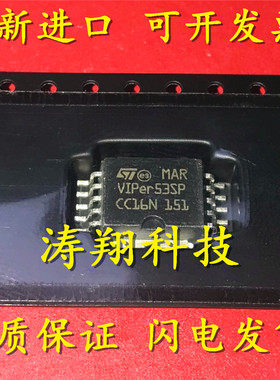 新进口 可开发
ST e3 MAR
VIPer53SP
CC16N 151
涛翔科技
质保证 闪电发